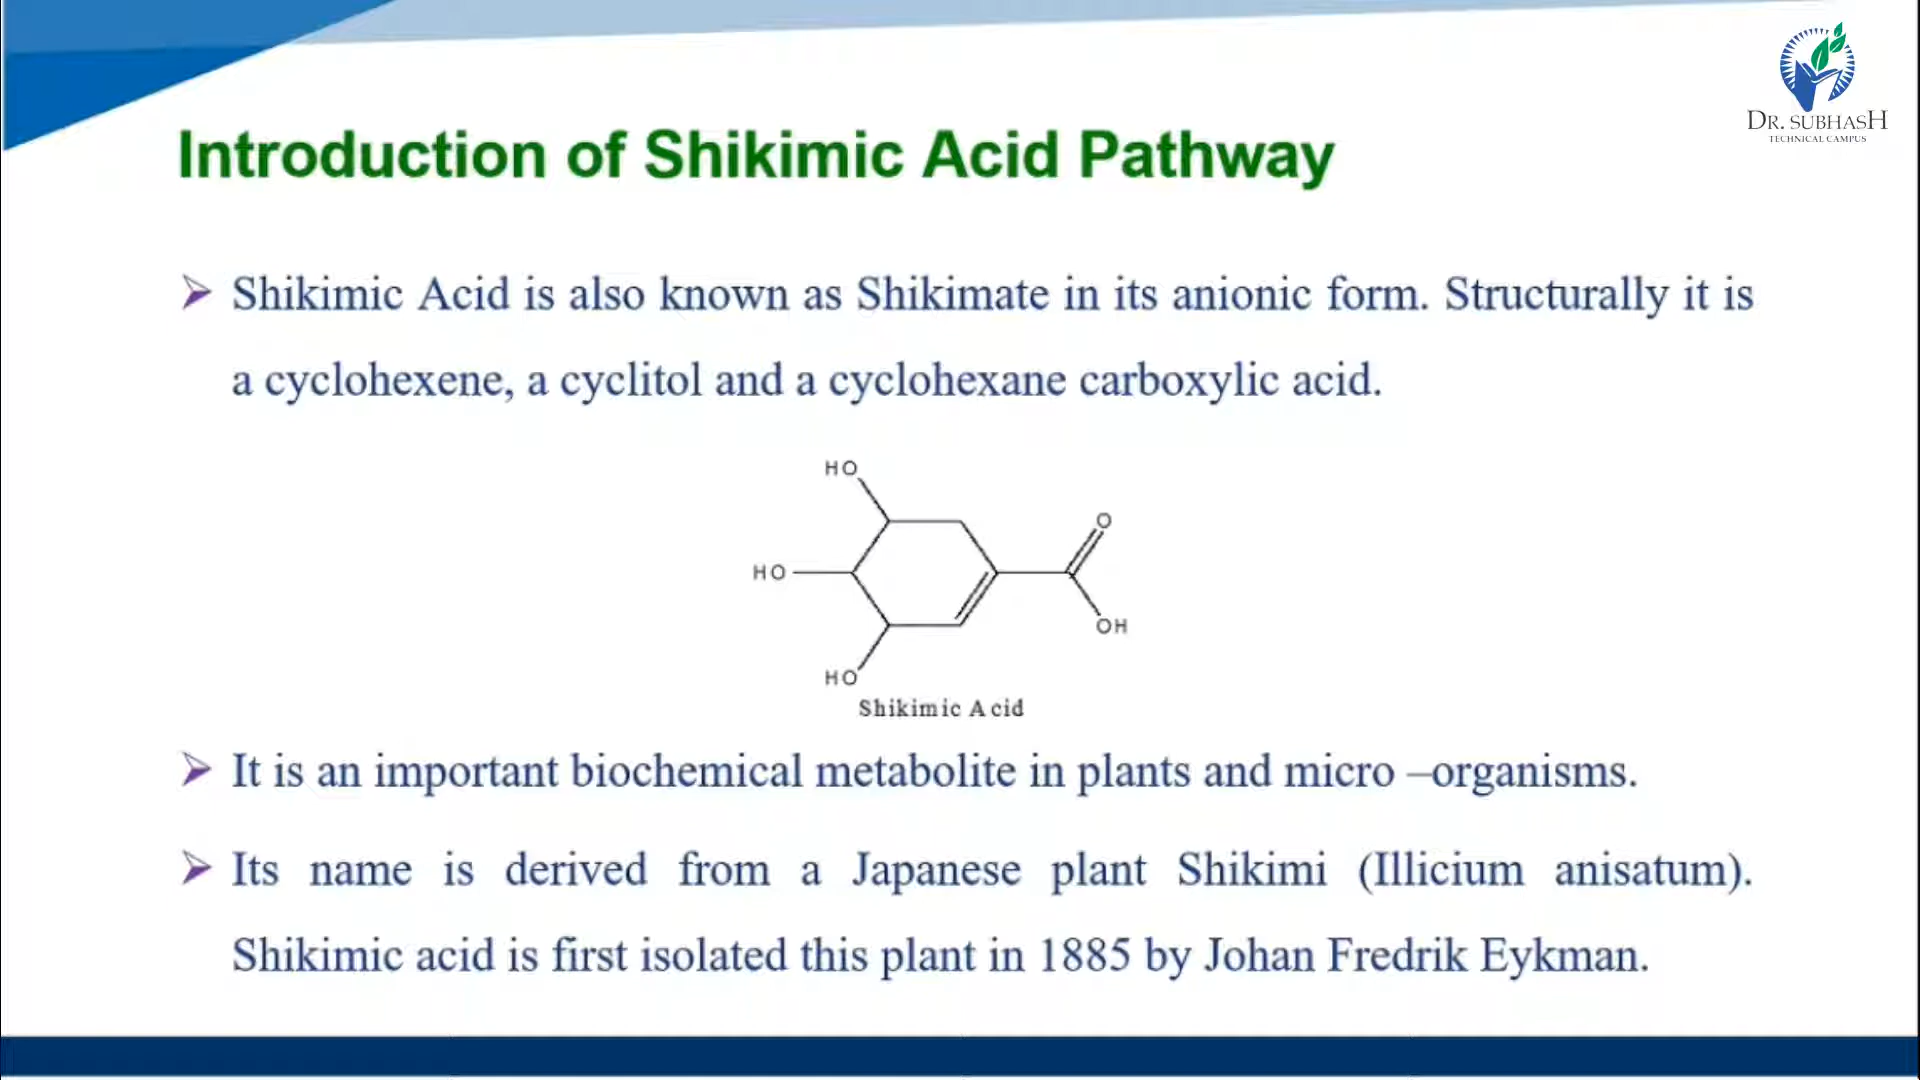 DR. SUBHASH
TECHNICAL CAMPUS
Introduction of Shikimic Acid Pathway
Shikimic Acid is also known as Shikimate in its anionic form. Structurally it is
a cyclohexene, a cyclitol and a cyclohexane carboxylic acid.
HO
O
HO
OH
HO
Shikimic Acid
It is an important biochemical metabolite in plants and micro –organisms.
Its name is derived from a Japanese plant Shikimi (Illicium anisatum).
Shikimic acid is first isolated this plant in 1885 by Johan Fredrik Eykman.